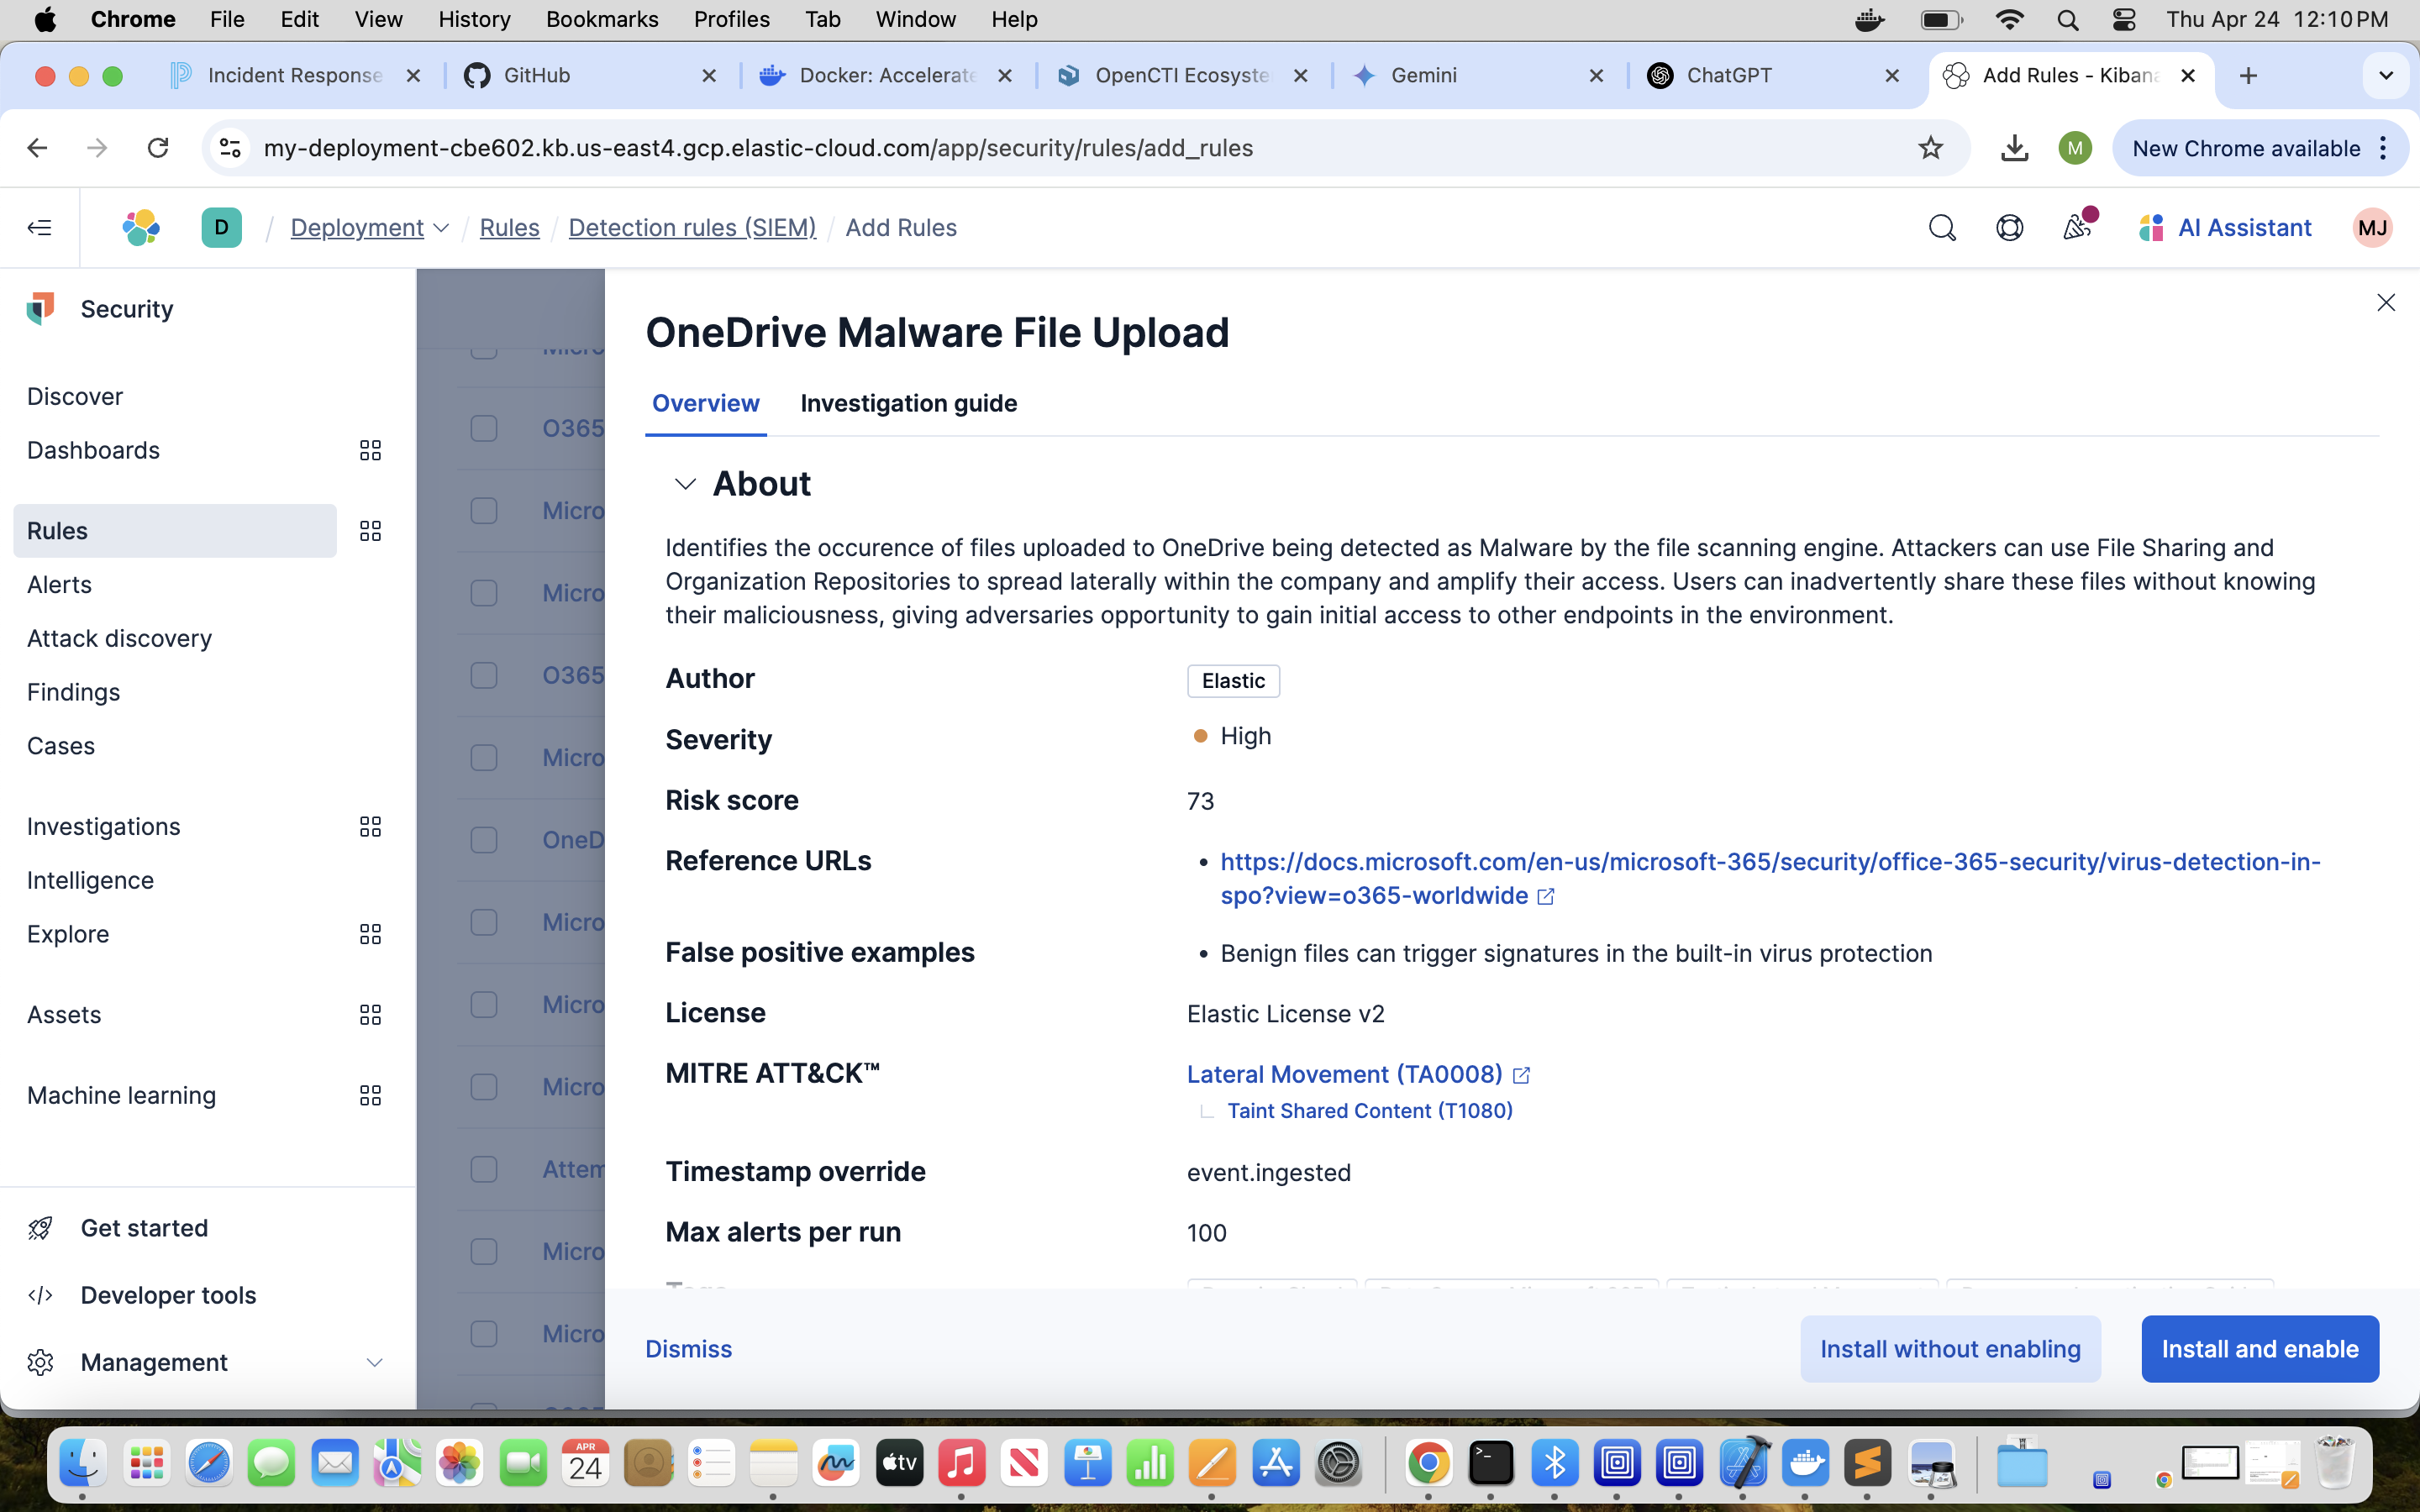 Chrome File Edit View History Bookmarks Profiles Tab Window Help Thu Apr 24 12:10 PM
Incident Response GitHub Docker: Accelerate OpenCTI Ecosyste Gemini ChatGPT Add Rules - Kibana
my-deployment-cbe602.kb.us-east4.gcp.elastic-cloud.com/app/security/rules/add_rules M New Chrome available
D / Deployment / Rules / Detection rules (SIEM) / Add Rules AI Assistant MJ
Security
Discover
Dashboards
Rules
Alerts
Attack discovery
Findings
Cases
Investigations
Intelligence
Explore
Assets
Machine learning
Get started
Developer tools
Management
O365
Micro
Micro
O365
Micro
OneD
Micro
Micro
Micro
Attem
Micro
Micro
OneDrive Malware File Upload
Overview Investigation guide
About
Identifies the occurence of files uploaded to OneDrive being detected as Malware by the file scanning engine. Attackers can use File Sharing and
Organization Repositories to spread laterally within the company and amplify their access. Users can inadvertently share these files without knowing
their maliciousness, giving adversaries opportunity to gain initial access to other endpoints in the environment.
Author Elastic
Severity High
Risk score 73
Reference URLs • https://docs.microsoft.com/en-us/microsoft-365/security/office-365-security/virus-detection-in-
spo?view=o365-worldwide
False positive examples • Benign files can trigger signatures in the built-in virus protection
License Elastic License v2
MITRE ATT&CK™ Lateral Movement (TA0008)
Taint Shared Content (T1080)
Timestamp override event.ingested
Max alerts per run 100
Dismiss Install without enabling Install and enable
APR
24
tv